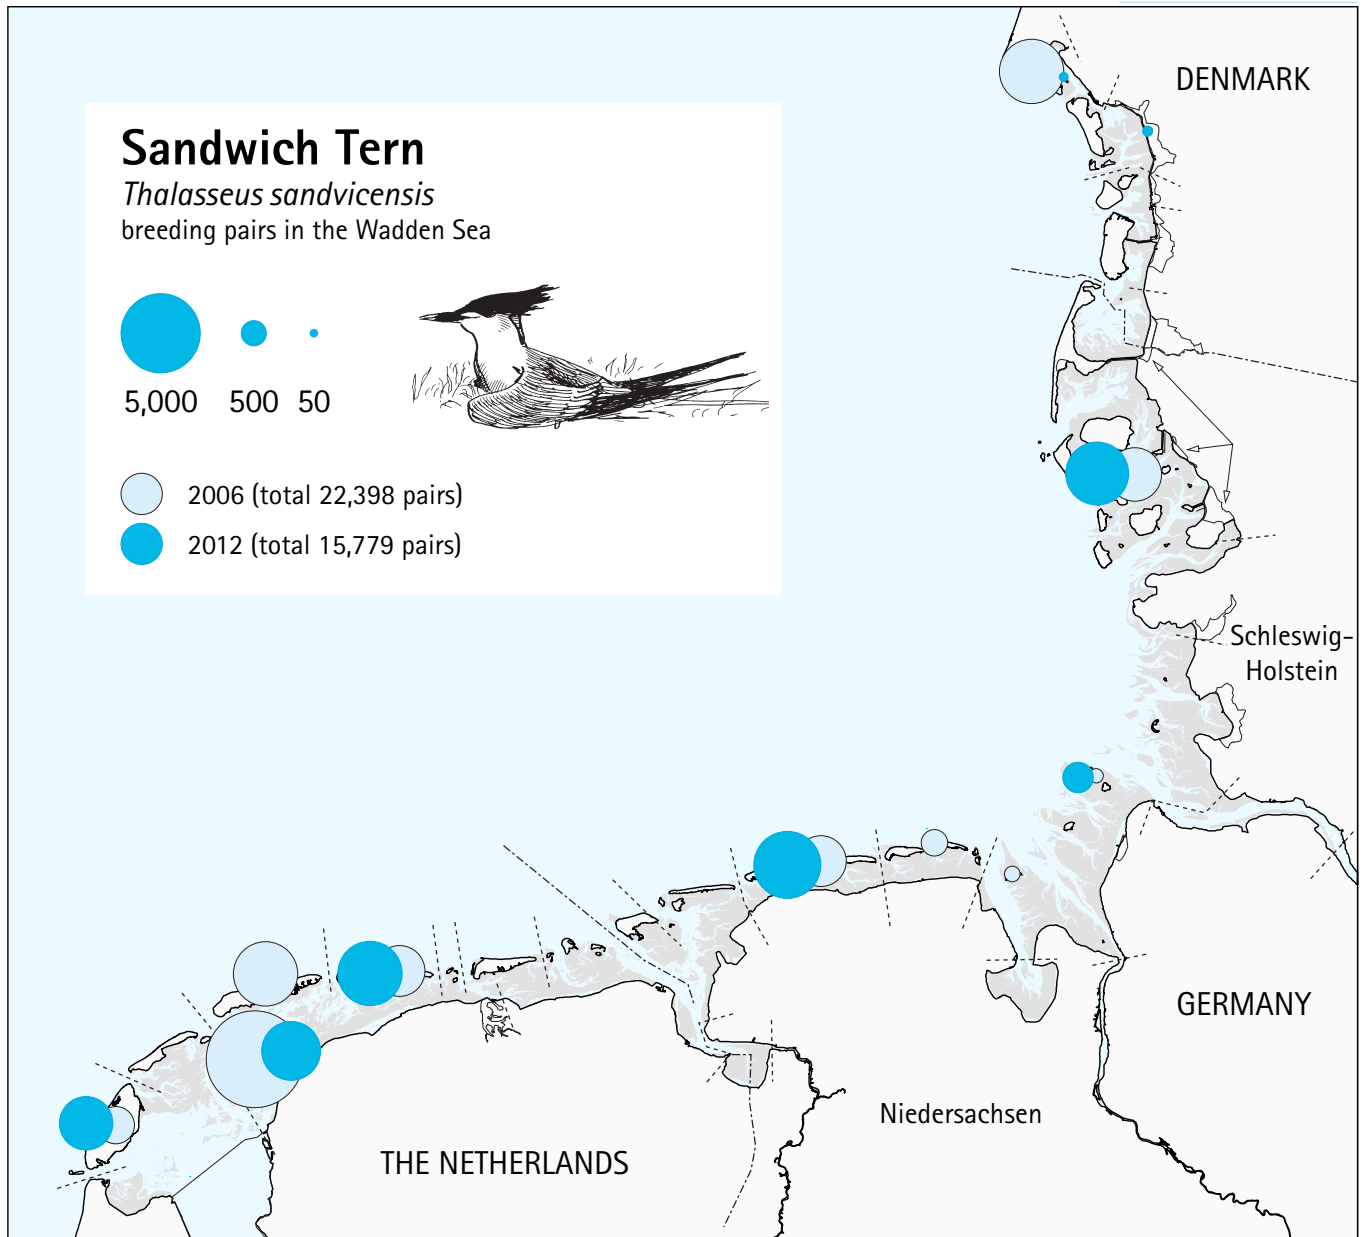 DENMARK
Sandwich Tern
Thalasseus sandvicensis
breeding pairs in the Wadden Sea
5,000 500 50
2006 (total 22,398 pairs)
2012 (total 15,779 pairs)
Schleswig-
Holstein
GERMANY
Niedersachsen
THE NETHERLANDS